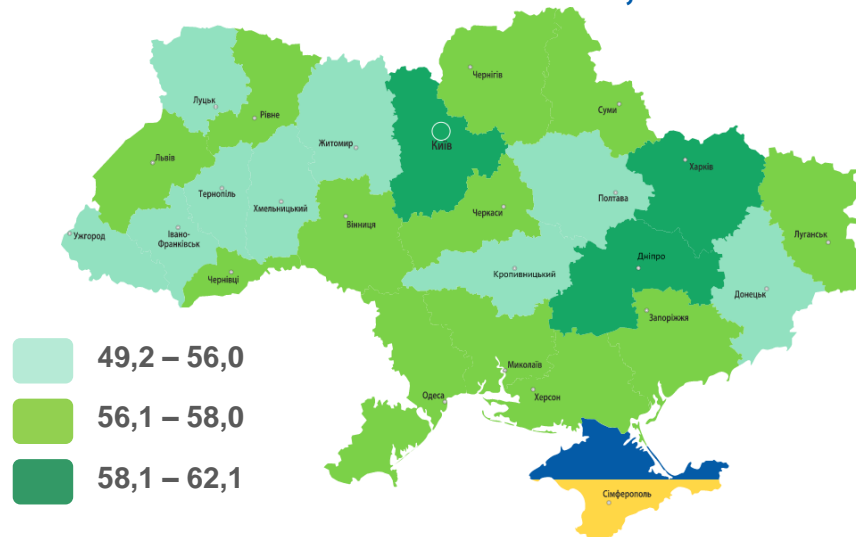 Чернігів
Луцьк
Рівне
Суми
Житомир
Київ
Харків
Львів
Тернопіль
Хмельницький
Полтава
Черкаси
Вінниця
Ужгород
Івано-
Франківськ
Луганськ
Чернівці
Дніпро
Кропивницький
Донецьк
Запоріжжя
49,2 – 56,0
Миколаїв
Одеса
Херсон
56,1 – 58,0
58,1 – 62,1
Сімферополь